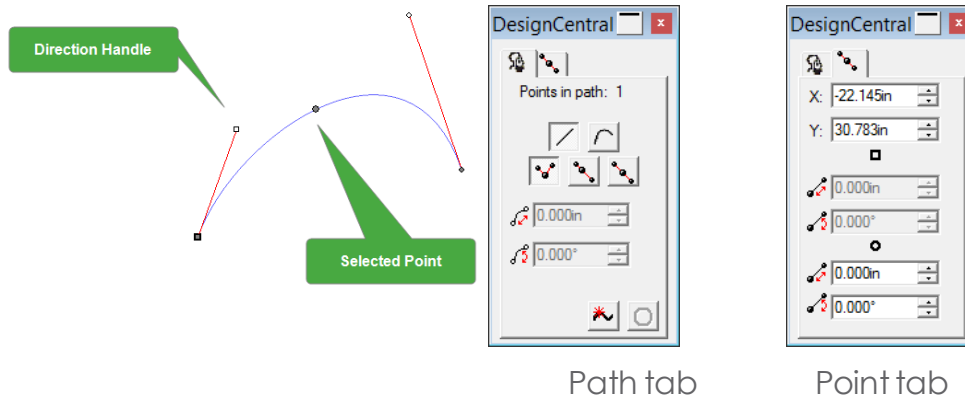 Direction Handle
Selected Point
DesignCentral
Points in path: 1
0.000in
0.000°
Path tab
DesignCentral
X: -22.145in
Y: 30.783in
0.000in
0.000°
0.000in
0.000°
Point tab